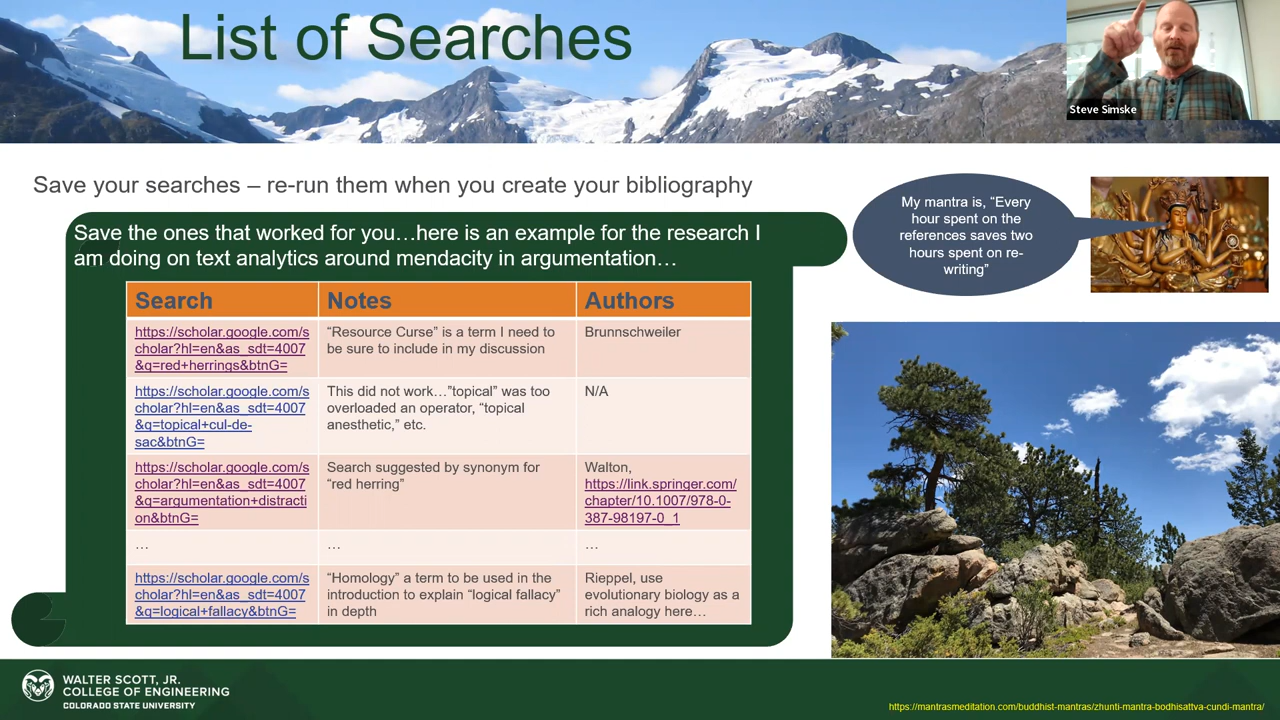 List of Searches
Steve Simske
Save your searches – re-run them when you create your bibliography
Save the ones that worked for you…here is an example for the research I
am doing on text analytics around mendacity in argumentation…
My mantra is, “Every
hour spent on the
references saves two
hours spent on re-
writing”
Search
Notes
Authors
https://scholar.google.com/s
cholar?hl=en&as_sdt=4007
&q=red+herrings&btnG=
“Resource Curse” is a term I need to
be sure to include in my discussion
Brunnschweiler
https://scholar.google.com/s
cholar?hl=en&as_sdt=4007
&q=topical+cul-de-
sac&btnG=
This did not work…”topical” was too
overloaded an operator, “topical
anesthetic,” etc.
N/A
https://scholar.google.com/s
cholar?hl=en&as_sdt=4007
&q=argumentation+distracti
on&btnG=
Search suggested by synonym for
“red herring”
Walton,
https://link.springer.com/
chapter/10.1007/978-0-
387-98197-0_1
…
…
…
https://scholar.google.com/s
cholar?hl=en&as_sdt=4007
&q=logical+fallacy&btnG=
“Homology” a term to be used in the
introduction to explain “logical fallacy”
in depth
Rieppel, use
evolutionary biology as a
rich analogy here…
WALTER SCOTT, JR.
COLLEGE OF ENGINEERING
COLORADO STATE UNIVERSITY
https://mantrasmeditation.com/buddhist-mantras/zhunti-mantra-bodhisattva-cundi-mantra/